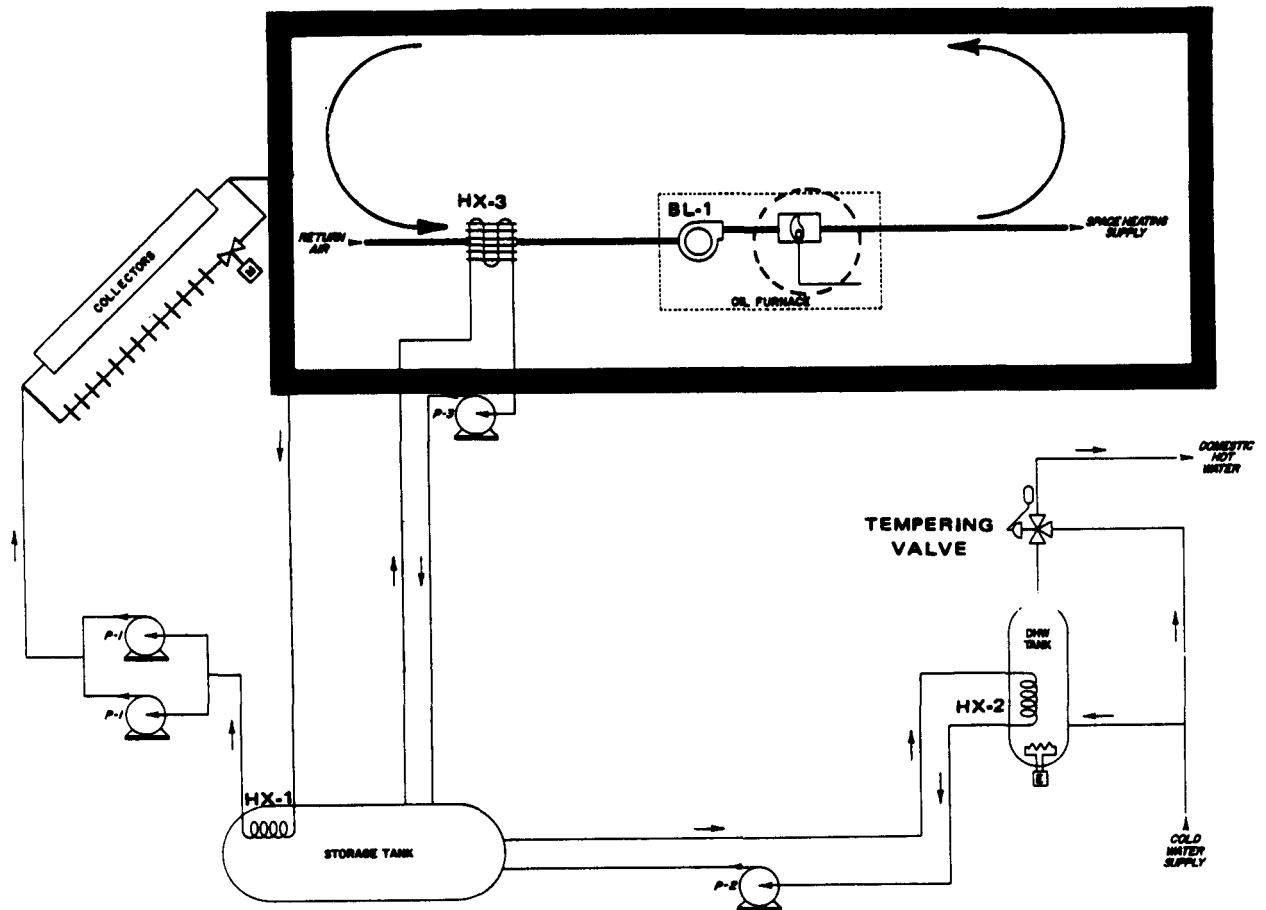 HX-3
BL-1
RETURN
AIR
SPACE HEATING
SUPPLY
COLLECTORS
M
OIL FURNACE
P-3
DOMESTIC
HOT
WATER
TEMPERING
VALVE
P-1
DHW
TANK
P-1
HX-2
E
HX-1
STORAGE TANK
P-2
COLD
WATER
SUPPLY